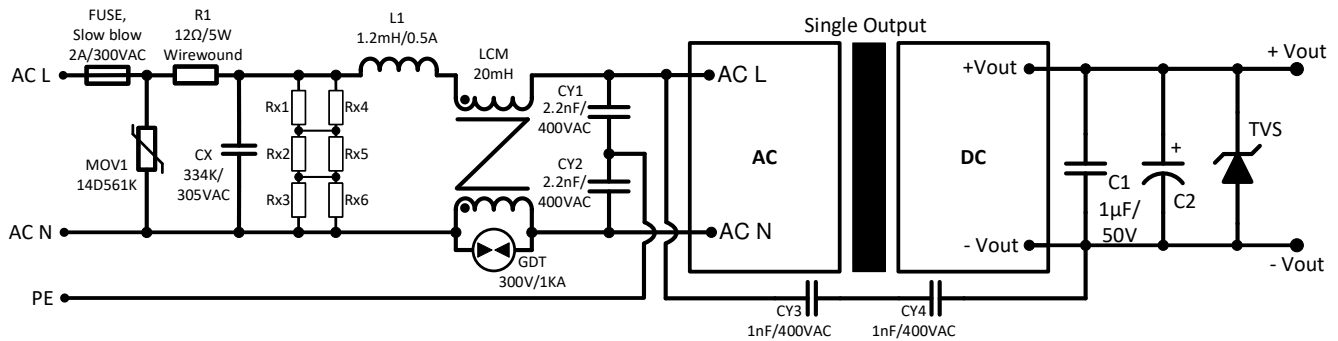 FUSE,
Slow blow
2A/300VAC
R1
12Ω/5W
Wirewound
L1
1.2mH/0.5A
LCM
20mH
Single Output
AC L
Rx1
Rx4
CY1
2.2nF/
400VAC
AC L
+Vout
+ Vout
MOV1
14D561K
CX
334K/
305VAC
Rx2
Rx5
CY2
2.2nF/
400VAC
AC
DC
C1
1µF/
50V
+
C2
TVS
Rx3
Rx6
AC N
GDT
300V/1KA
AC N
- Vout
- Vout
PE
CY3
1nF/400VAC
CY4
1nF/400VAC